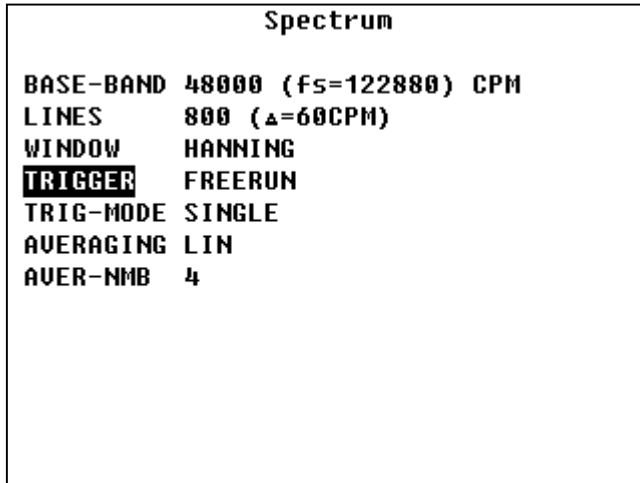 Spectrum
BASE-BAND 48000 (fs=122880) CPM
LINES 800 (▵=60CPM)
WINDOW HANNING
TRIGGER FREERUN
TRIG-MODE SINGLE
AVERAGING LIN
AVER-NMB 4